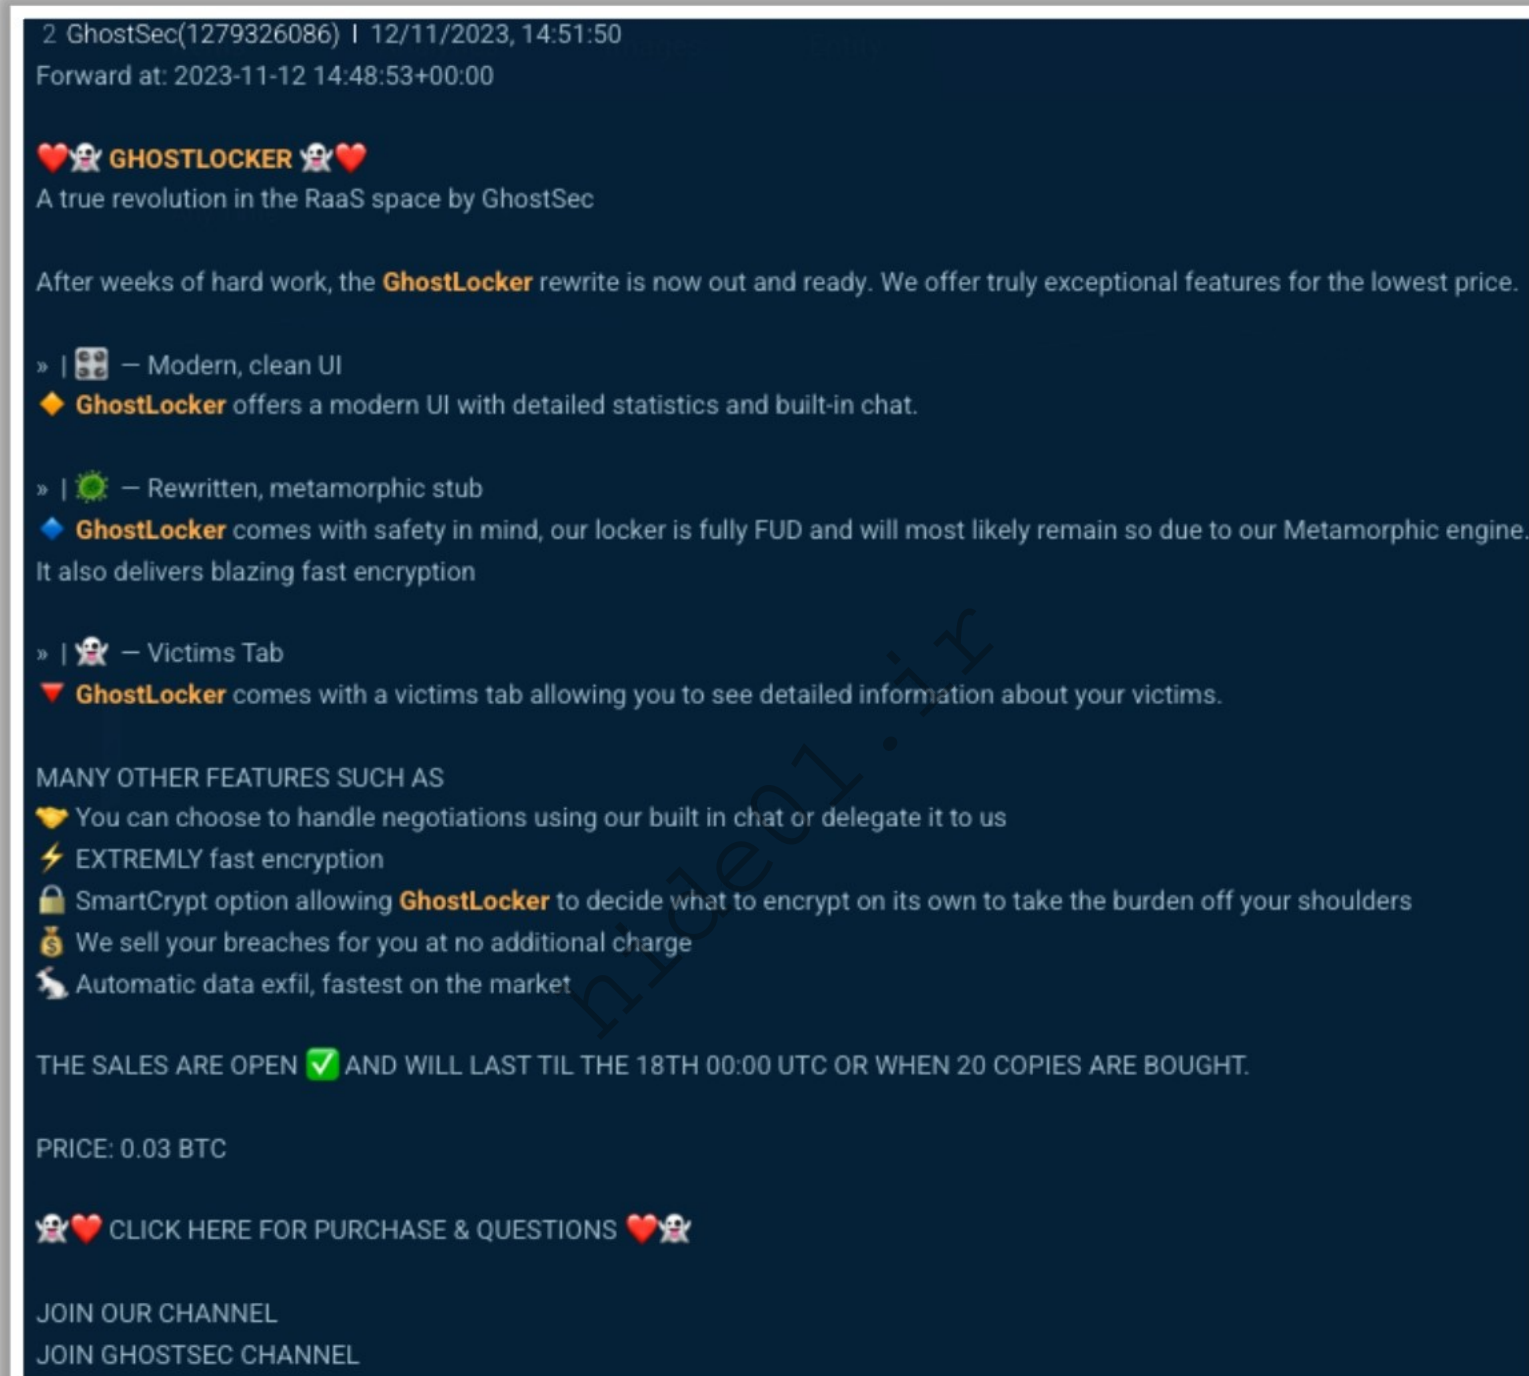 2 GhostSec(1279326086) | 12/11/2023, 14:51:50
Forward at: 2023-11-12 14:48:53+00:00
❤️👻 GHOSTLOCKER 👻❤️
A true revolution in the RaaS space by GhostSec
After weeks of hard work, the GhostLocker rewrite is now out and ready. We offer truly exceptional features for the lowest price.
» | 🎛️ — Modern, clean UI
🔶 GhostLocker offers a modern UI with detailed statistics and built-in chat.
» | 🦠 — Rewritten, metamorphic stub
🔷 GhostLocker comes with safety in mind, our locker is fully FUD and will most likely remain so due to our Metamorphic engine.
It also delivers blazing fast encryption
» | 👻 — Victims Tab
🔻 GhostLocker comes with a victims tab allowing you to see detailed information about your victims.
MANY OTHER FEATURES SUCH AS
🤝 You can choose to handle negotiations using our built in chat or delegate it to us
⚡ EXTREMLY fast encryption
🔒 SmartCrypt option allowing GhostLocker to decide what to encrypt on its own to take the burden off your shoulders
💰 We sell your breaches for you at no additional charge
🐇 Automatic data exfil, fastest on the market
THE SALES ARE OPEN ✅ AND WILL LAST TIL THE 18TH 00:00 UTC OR WHEN 20 COPIES ARE BOUGHT.
PRICE: 0.03 BTC
👻❤️ CLICK HERE FOR PURCHASE & QUESTIONS ❤️👻
JOIN OUR CHANNEL
JOIN GHOSTSEC CHANNEL
hide01.ir